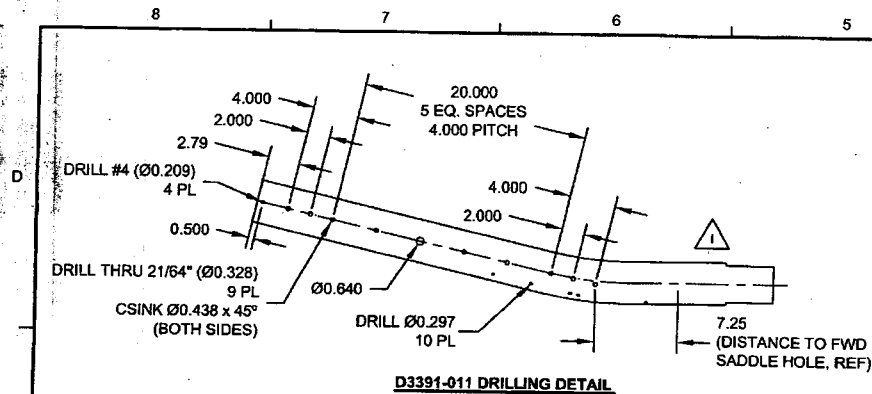 8
7
6
5
D
20.000
5 EQ. SPACES
4.000 PITCH
4.000
2.000
2.79
DRILL #4 (Ø0.209)
4 PL
4.000
2.000
0.500
DRILL THRU 21/64" (Ø0.328)
9 PL
CSINK Ø0.438 x 45°
(BOTH SIDES)
Ø0.640
DRILL Ø0.297
10 PL
1
7.25
(DISTANCE TO FWD
SADDLE HOLE, REF)
D3391-011 DRILLING DETAIL